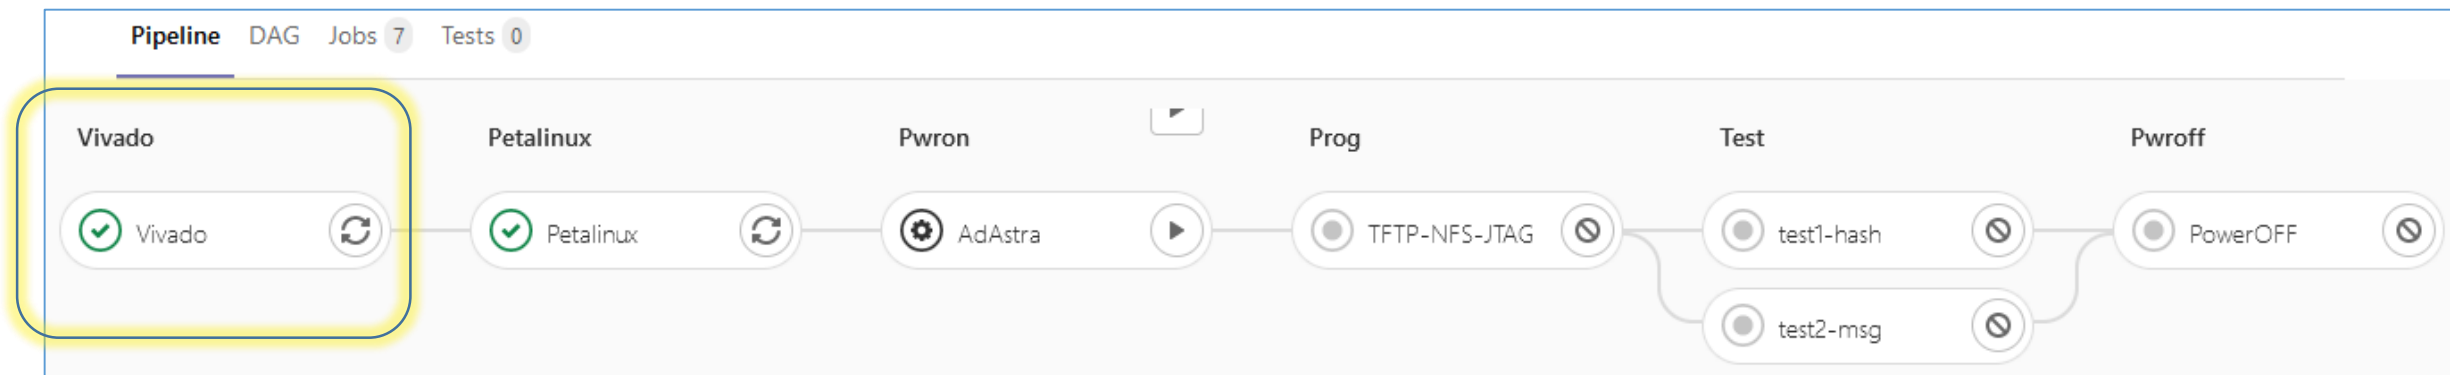 Pipeline DAG Jobs 7 Tests 0
Vivado Petalinux Pwron Prog Test Pwroff
Vivado Petalinux AdAstra TFTP-NFS-JTAG test1-hash PowerOFF
test2-msg